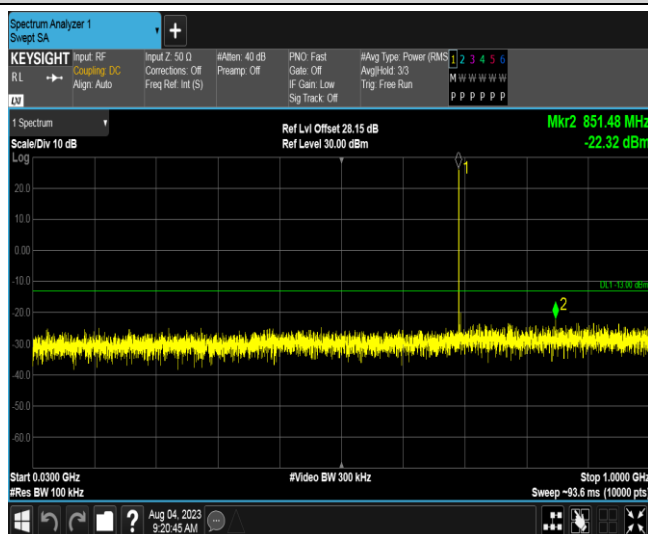 Spectrum Analyzer 1
Swept SA
+
KEYSIGHT Input: RF Input Z: 50 Ω #Atten: 40 dB PNO: Fast #Avg Type: Power (RMS 1 2 3 4 5 6
RL Coupling: DC Corrections: Off Preamp: Off Gate: Off Avg|Hold: 3/3 M W W W W W
Align: Auto Freq Ref: Int (S) IF Gain: Low Trig: Free Run
LXI Sig Track: Off P P P P P P
1 Spectrum Ref Lvl Offset 28.15 dB Mkr2 851.48 MHz
Scale/Div 10 dB Ref Level 30.00 dBm -22.32 dBm
Log
1
20.0
10.0
0.00
-10.0
DL1 -13.00 dBm
2
-20.0
-30.0
-40.0
-50.0
-60.0
Start 0.0300 GHz #Video BW 300 kHz Stop 1.0000 GHz
#Res BW 100 kHz Sweep ~93.6 ms (10000 pts)
? Aug 04, 2023
9:20:45 AM